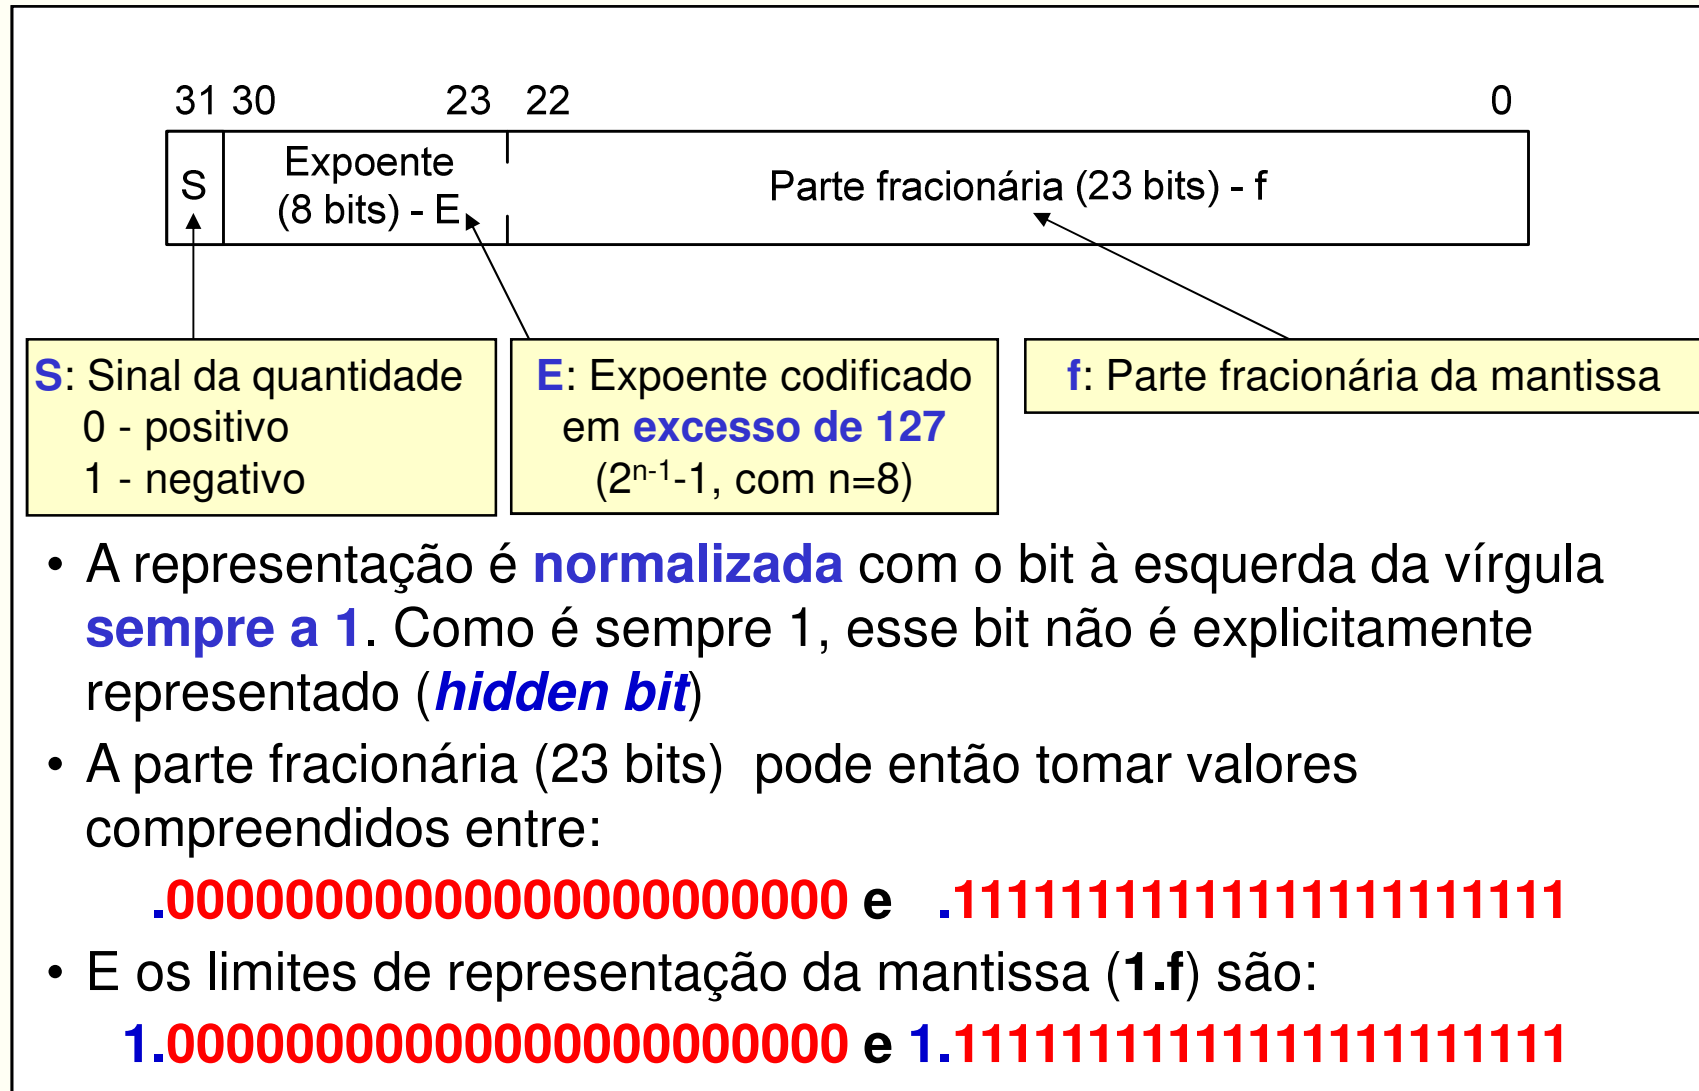 31 30 23 22 0
S
Expoente
(8 bits) - E
Parte fracionária (23 bits) - f
S: Sinal da quantidade
0 - positivo
1 - negativo
E: Expoente codificado
em excesso de 127
(2ⁿ⁻¹-1, com n=8)
f: Parte fracionária da mantissa
• A representação é normalizada com o bit à esquerda da vírgula
sempre a 1. Como é sempre 1, esse bit não é explicitamente
representado (hidden bit)
• A parte fracionária (23 bits) pode então tomar valores
compreendidos entre:
.00000000000000000000000 e .11111111111111111111111
• E os limites de representação da mantissa (1.f) são:
1.00000000000000000000000 e 1.11111111111111111111111